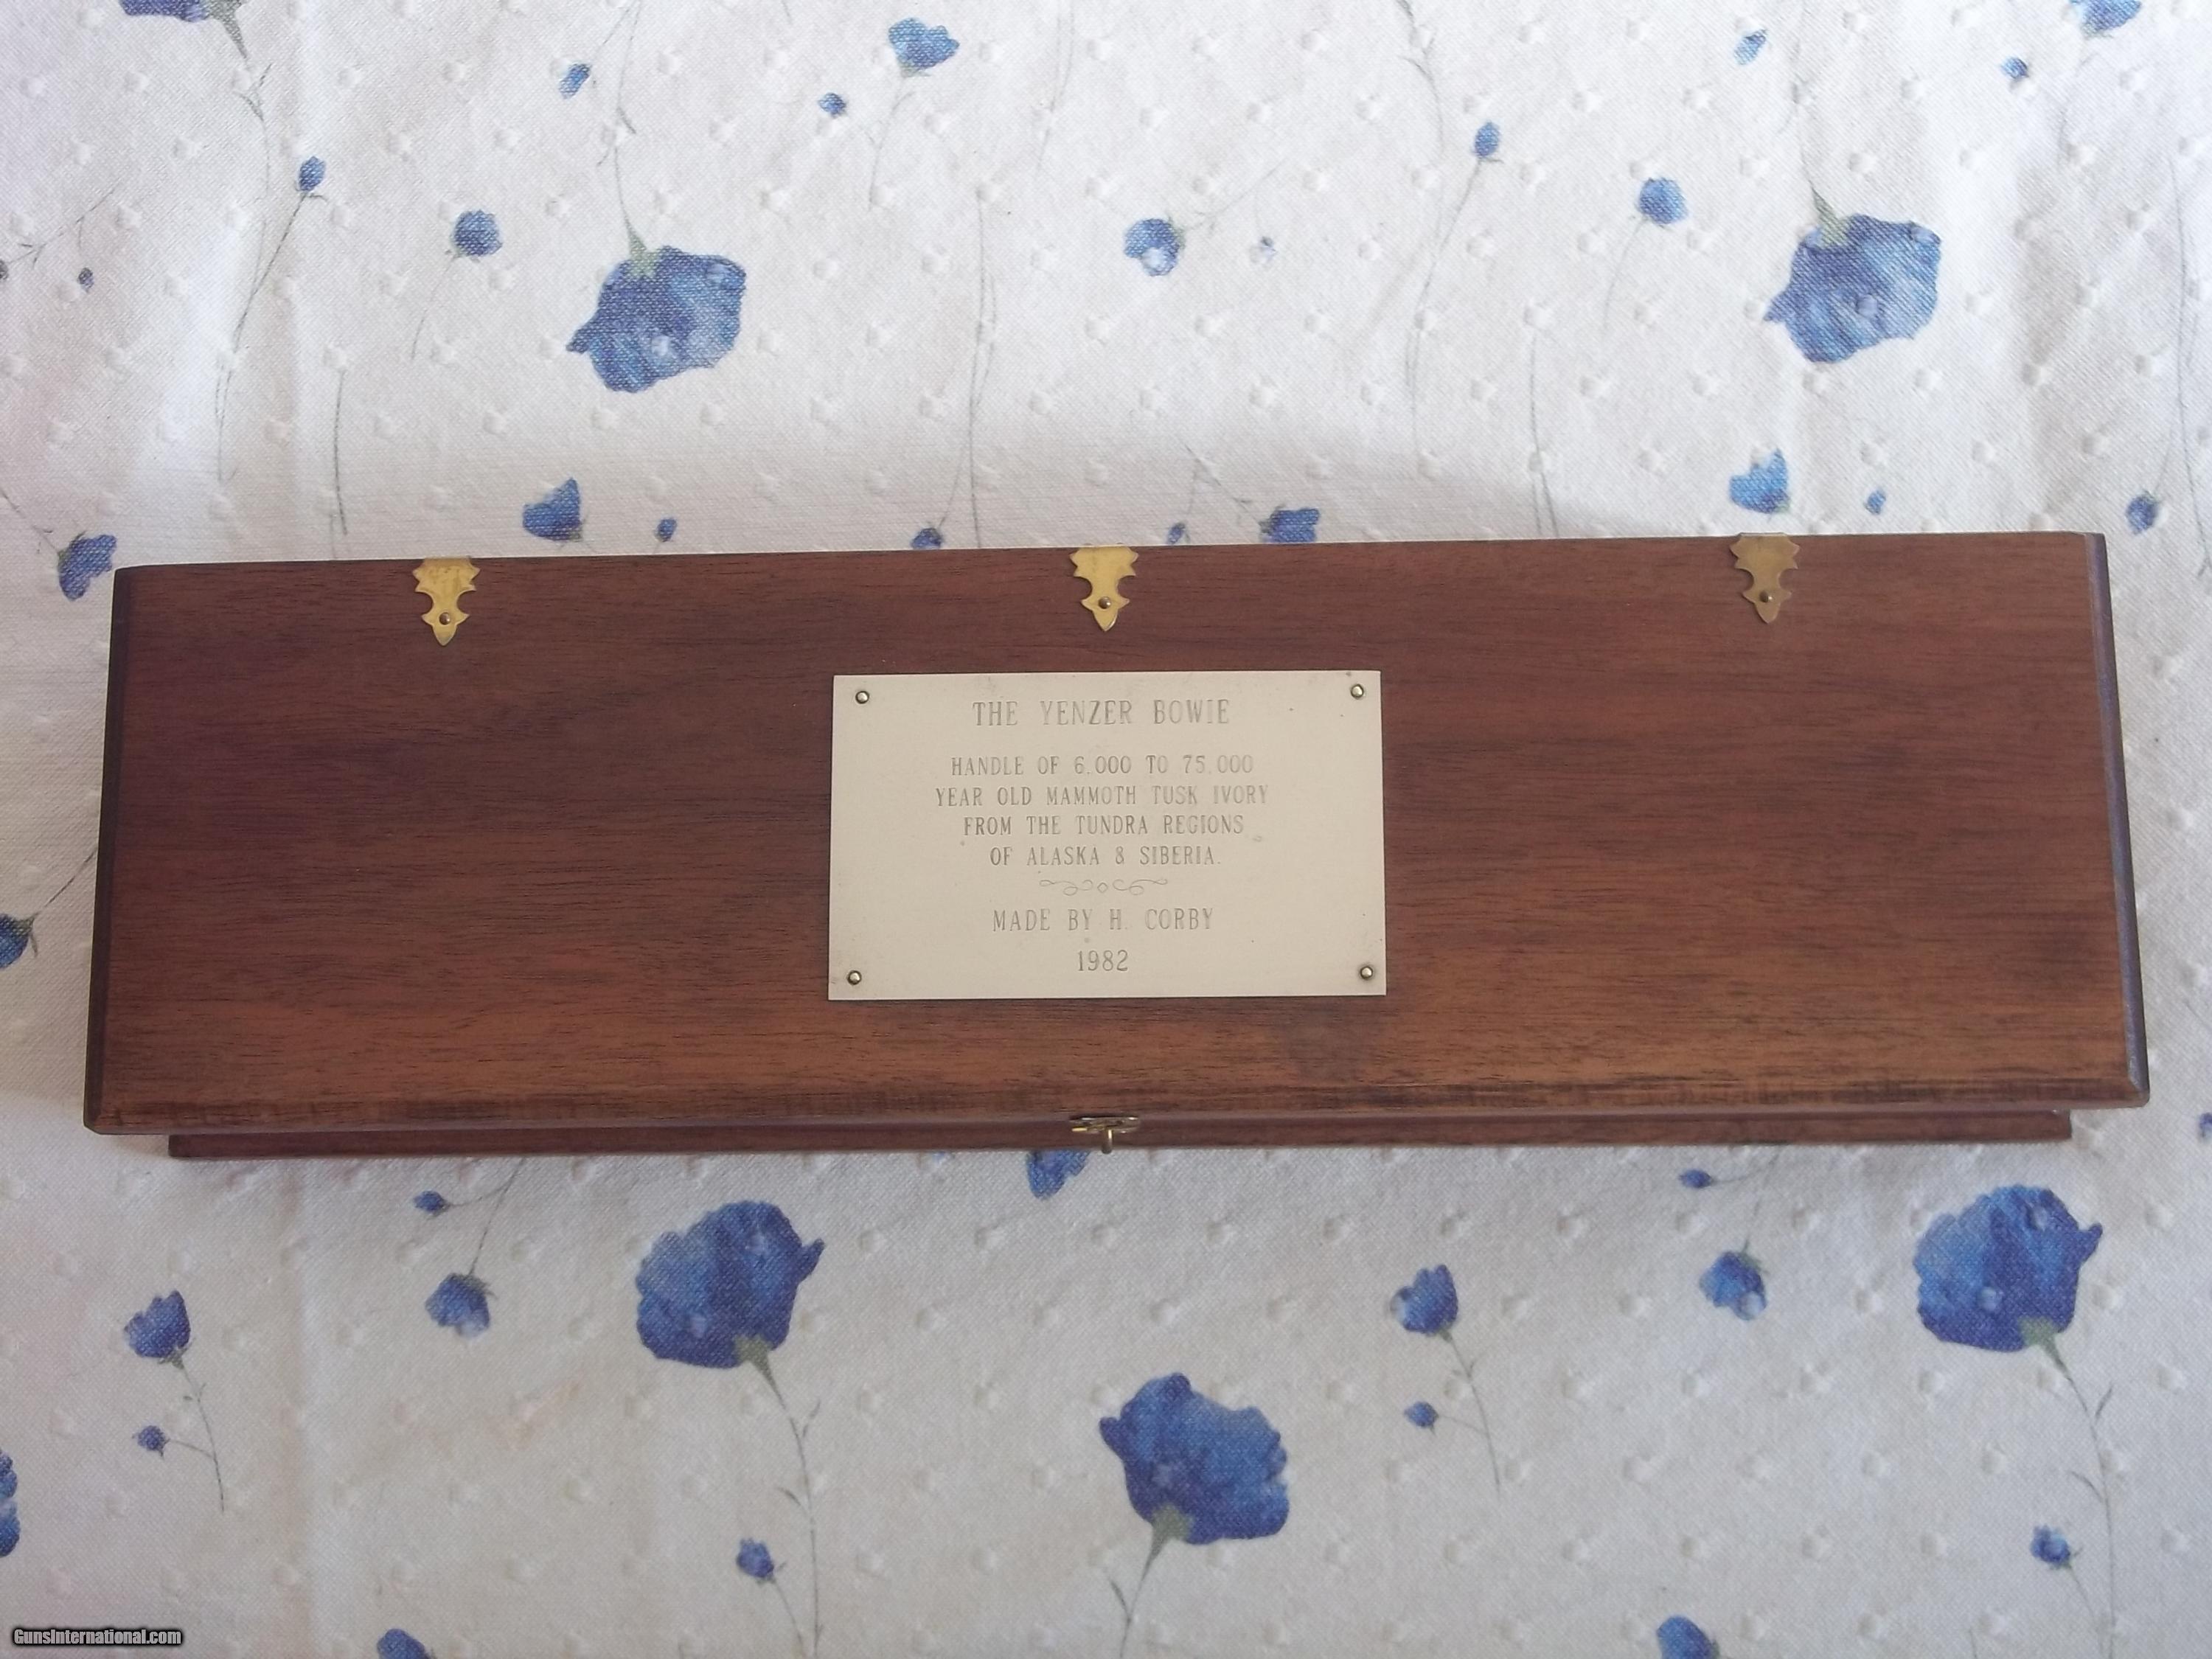 THE YENZER BOWIE
HANDLE OF 6,000 TO 75,000
YEAR OLD MAMMOTH TUSK IVORY
FROM THE TUNDRA REGIONS
OF ALASKA & SIBERIA.
MADE BY H. CORBY
1982
GunsInternational.com